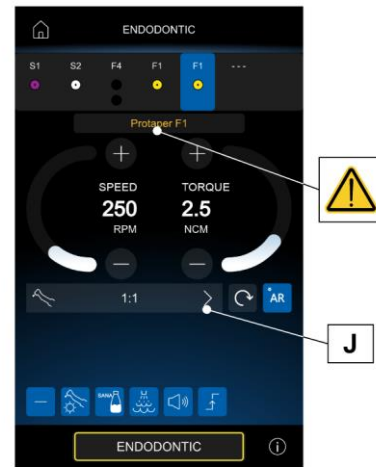 ENDODONTIC
S1 S2 F4 F1 F1 ---
Protaper F1
SPEED TORQUE
250 2.5
RPM NCM
1:1 AR
J
SANA
ENDODONTIC